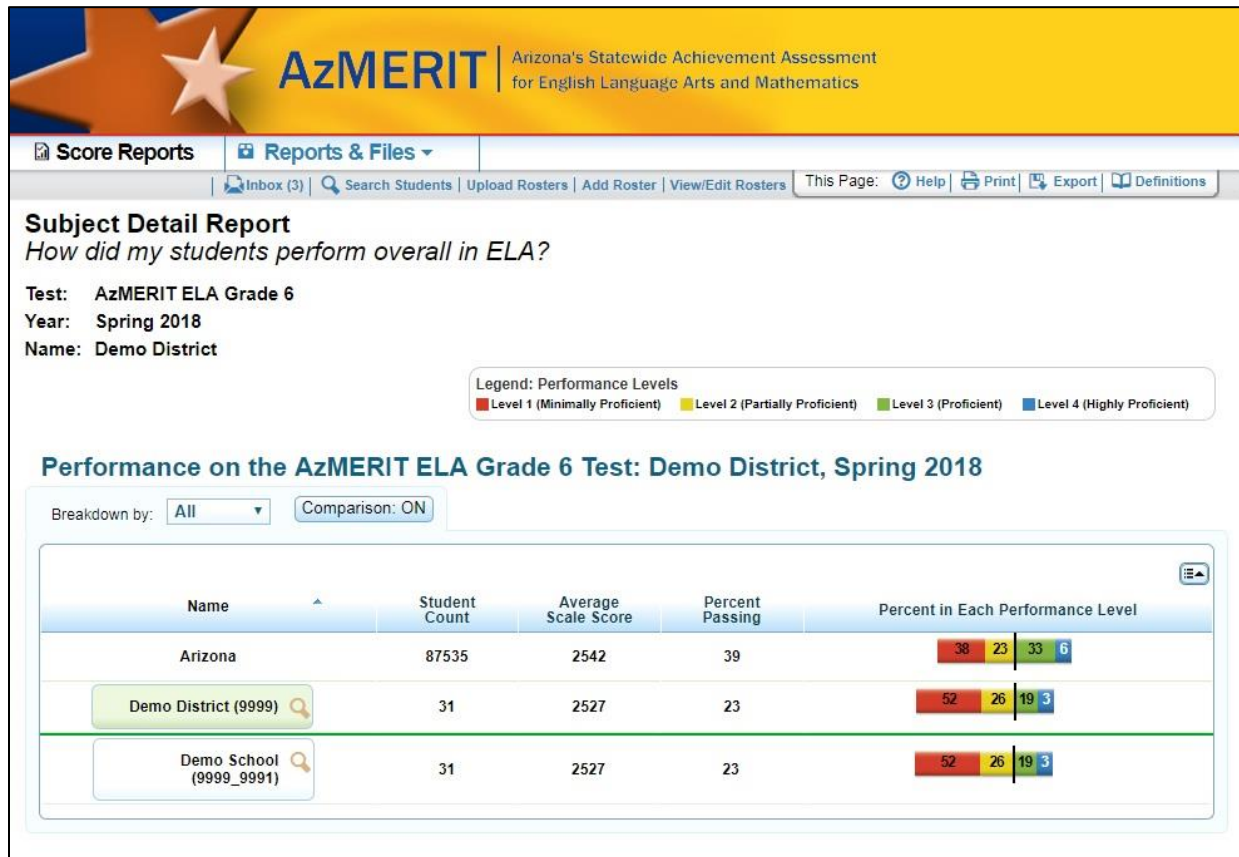 AzMERIT
Arizona's Statewide Achievement Assessment
for English Language Arts and Mathematics
Score Reports
Reports & Files
Inbox (3) | Search Students | Upload Rosters | Add Roster | View/Edit Rosters
This Page: Help | Print | Export | Definitions
Subject Detail Report
How did my students perform overall in ELA?
Test: AzMERIT ELA Grade 6
Year: Spring 2018
Name: Demo District
Legend: Performance Levels
Level 1 (Minimally Proficient) Level 2 (Partially Proficient) Level 3 (Proficient) Level 4 (Highly Proficient)
Performance on the AzMERIT ELA Grade 6 Test: Demo District, Spring 2018
Breakdown by: All Comparison: ON
Name Student Count Average Scale Score Percent Passing Percent in Each Performance Level
Arizona 87535 2542 39 38 23 33 6
Demo District (9999) 31 2527 23 52 26 19 3
Demo School (9999_9991) 31 2527 23 52 26 19 3